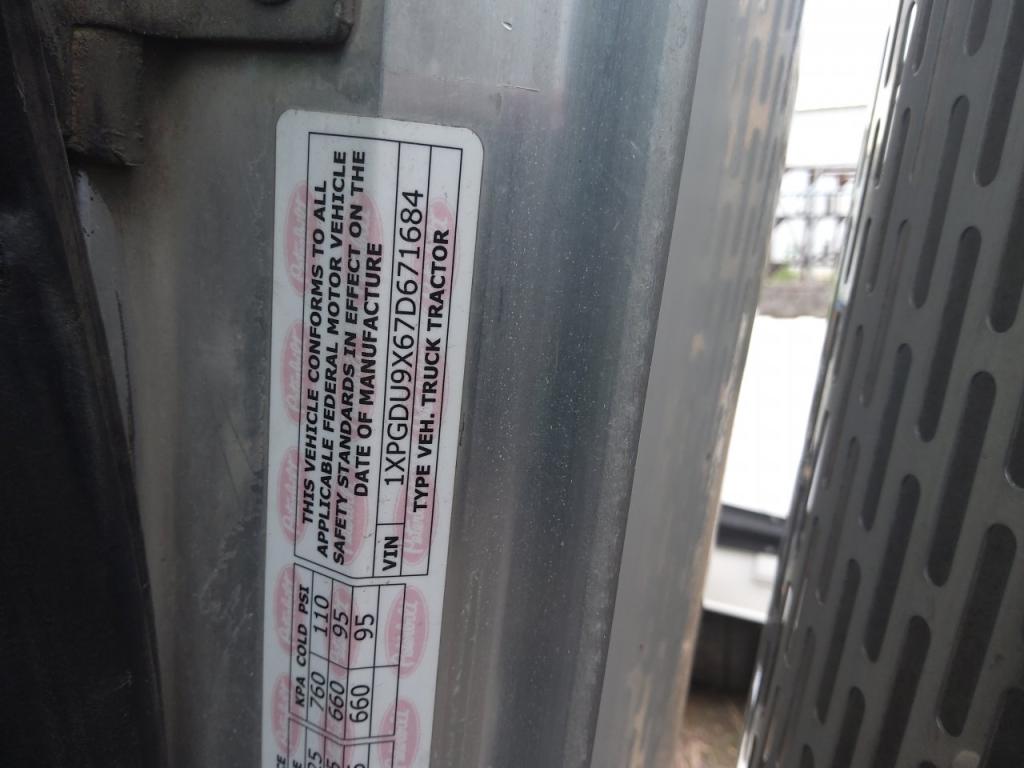 THIS VEHICLE CONFORMS TO ALL
APPLICABLE FEDERAL MOTOR VEHICLE
SAFETY STANDARDS IN EFFECT ON THE
DATE OF MANUFACTURE
VIN 1XPGDU9X67D671684
TYPE VEH. TRUCK TRACTOR
KPA COLD PSI
760 110
660 95
660 95